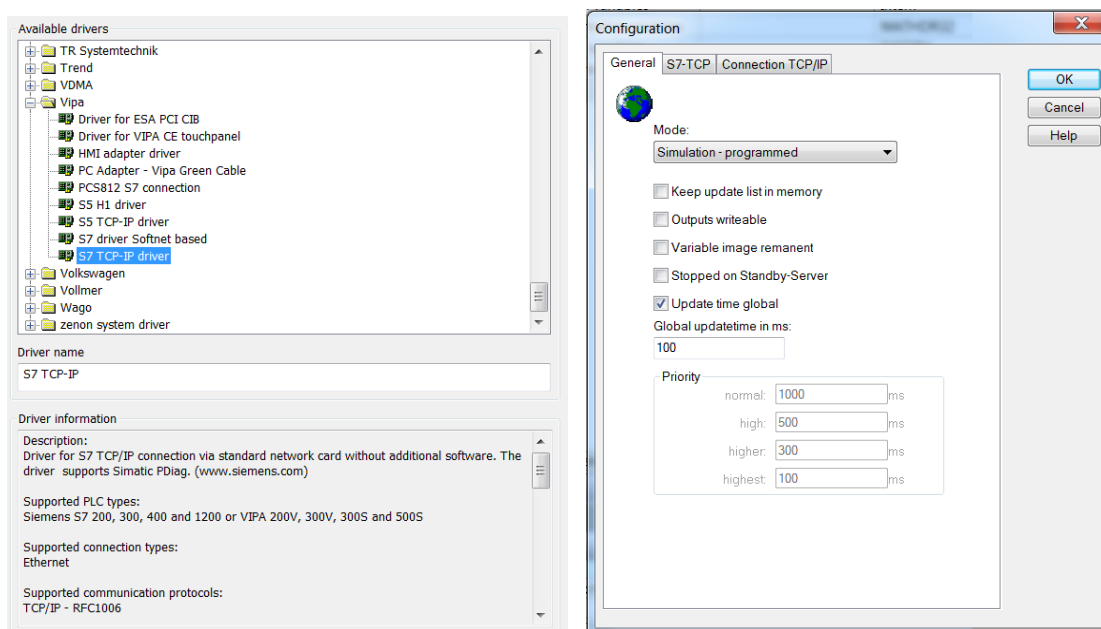 Available drivers
TR Systemtechnik
Trend
VDMA
Vipa
Driver for ESA PCI CIB
Driver for VIPA CE touchpanel
HMI adapter driver
PC Adapter - Vipa Green Cable
PCS812 S7 connection
S5 H1 driver
S5 TCP-IP driver
S7 driver Softnet based
S7 TCP-IP driver
Volkswagen
Vollmer
Wago
zenon system driver
Driver name
S7 TCP-IP
Driver information
Description:
Driver for S7 TCP/IP connection via standard network card without additional software. The
driver supports Simatic PDiag. (www.siemens.com)
Supported PLC types:
Siemens S7 200, 300, 400 and 1200 or VIPA 200V, 300V, 300S and 500S
Supported connection types:
Ethernet
Supported communication protocols:
TCP/IP - RFC1006
Configuration
General S7-TCP Connection TCP/IP
OK
Cancel
Help
Mode:
Simulation - programmed
Keep update list in memory
Outputs writeable
Variable image remanent
Stopped on Standby-Server
Update time global
Global updatetime in ms:
100
Priority
normal: 1000 ms
high: 500 ms
higher: 300 ms
highest: 100 ms